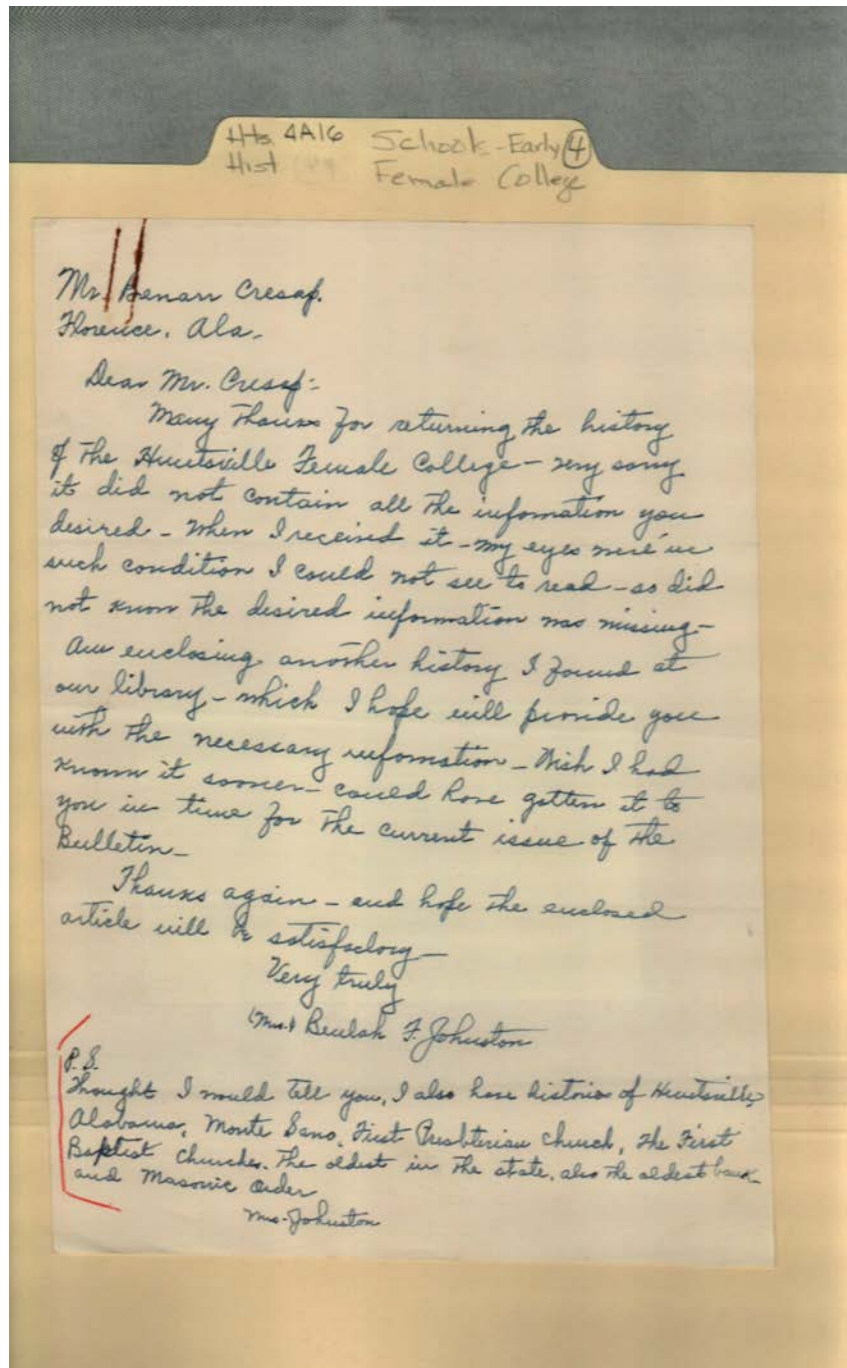 Hts. 4A16 Schools - Early 4
Hist Female College
Mr. Benarr Cresap.
Florence, Ala.
Dear Mr. Cresap:-
Many thanks for returning the history
of the Huntsville Female College - very sorry
it did not contain all the information you
desired - When I received it - my eyes were in
such condition I could not see to read - so did
not know the desired information was missing -
Am enclosing another history I found at
our library - which I hope will provide you
with the necessary information - Wish I had
known it sooner - could have gotten it to
you in time for the current issue of the
Bulletin -
Thanks again - and hope the enclosed
article will be satisfactory -
Very truly
(Mrs.) Beulah F. Johnston
P.S.
Thought I would tell you, I also have histories of Huntsville,
Alabama, Monte Sano, First Presbterian Church, The First
Baptist Churches. The oldest in the state, also the oldest bank -
and Masonic Order
Mrs. Johnston